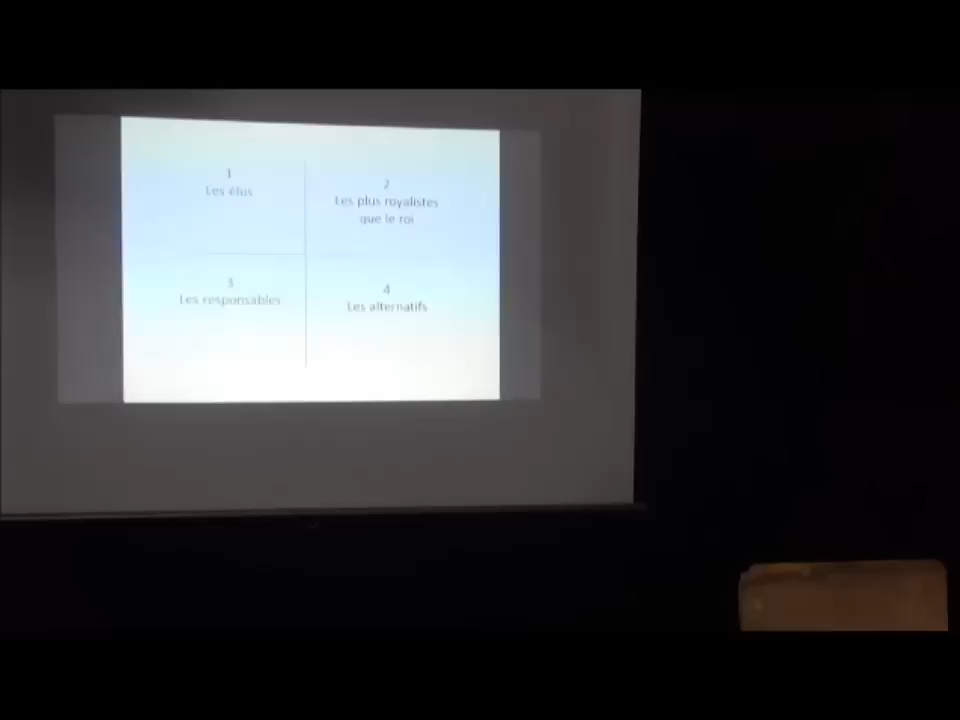 1
Les élus
2
Les plus royalistes
que le roi
3
Les responsables
4
Les alternatifs